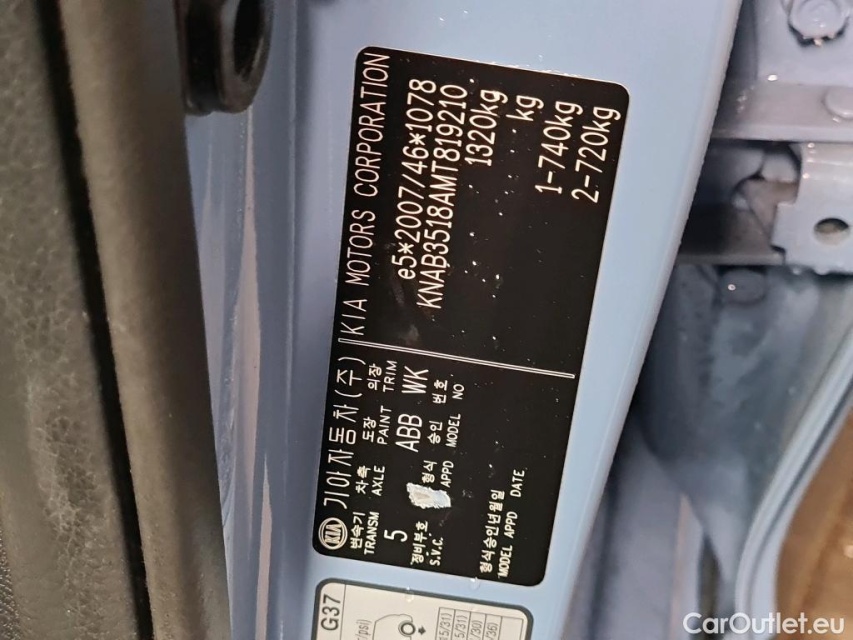 KIA 기아자동차(주) KIA MOTORS CORPORATION
변속기 차축 도장 의장
TRANSM AXLE PAINT TRIM
e5*2007/46*1078
KNAB3518AMT819210
5 ABB WK
1320kg
정비부호 형식 승인 번호
S.V.C. APPD MODEL NO
kg
1-740kg
2-720kg
형식승인년월일
MODEL APPD DATE
G37
CarOutlet.eu